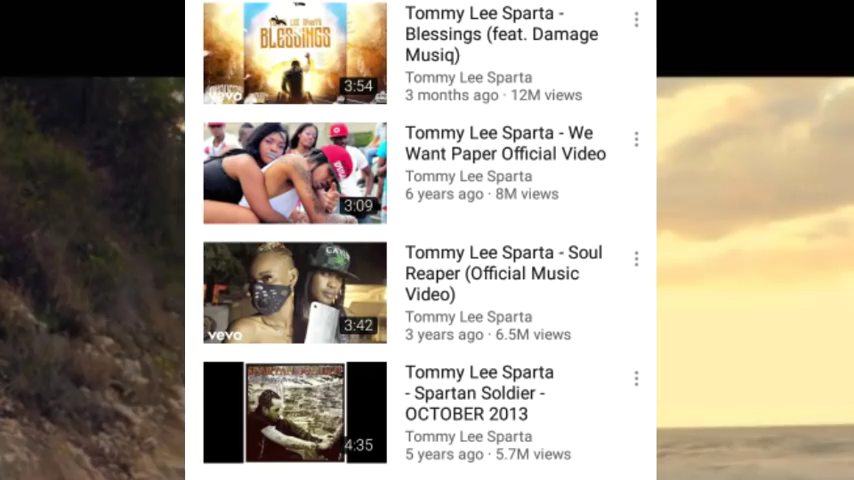 Tommy Lee Sparta -
Blessings (feat. Damage
Musiq)
Tommy Lee Sparta
3 months ago · 12M views
BLESSINGS
vevo
3:54
Tommy Lee Sparta - We
Want Paper Official Video
Tommy Lee Sparta
6 years ago · 8M views
3:09
Tommy Lee Sparta - Soul
Reaper (Official Music
Video)
Tommy Lee Sparta
3 years ago · 6.5M views
vevo
3:42
Tommy Lee Sparta
- Spartan Soldier -
OCTOBER 2013
Tommy Lee Sparta
5 years ago · 5.7M views
4:35